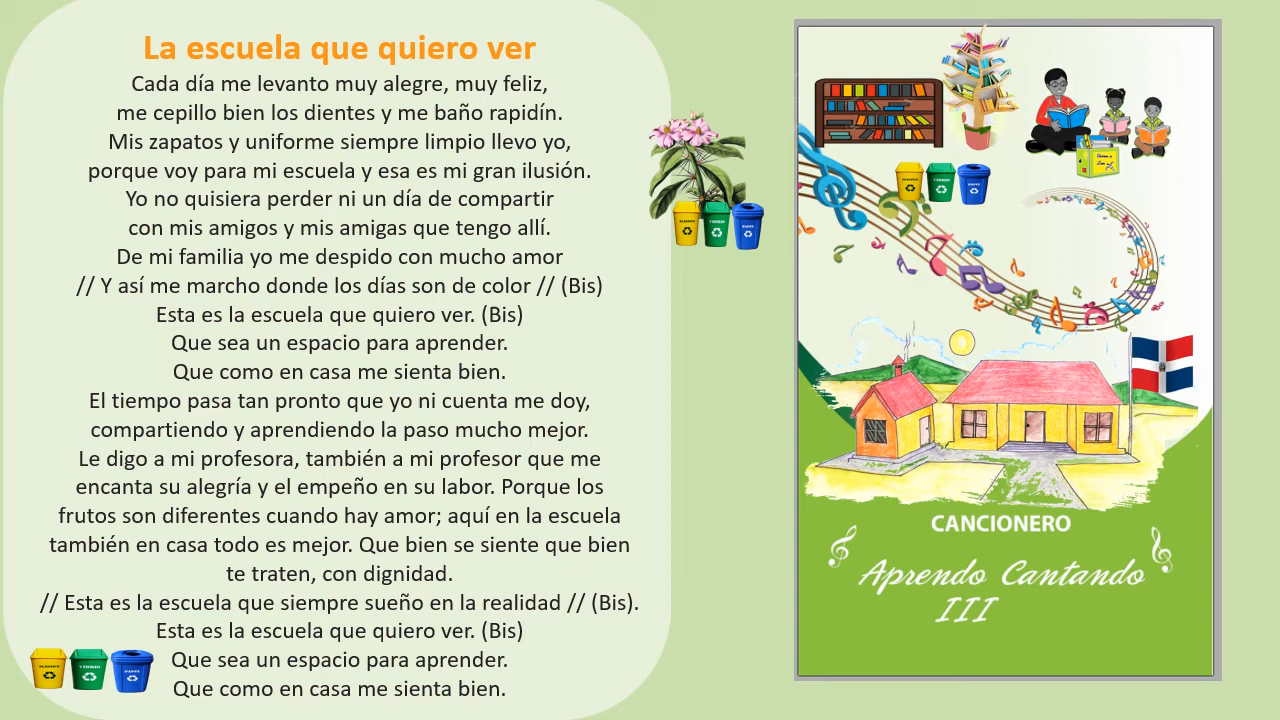 La escuela que quiero ver
Cada día me levanto muy alegre, muy feliz,
me cepillo bien los dientes y me baño rapidín.
Mis zapatos y uniforme siempre limpio llevo yo,
porque voy para mi escuela y esa es mi gran ilusión.
Yo no quisiera perder ni un día de compartir
con mis amigos y mis amigas que tengo allí.
De mi familia yo me despido con mucho amor
// Y así me marcho donde los días son de color // (Bis)
Esta es la escuela que quiero ver. (Bis)
Que sea un espacio para aprender.
Que como en casa me sienta bien.
El tiempo pasa tan pronto que yo ni cuenta me doy,
compartiendo y aprendiendo la paso mucho mejor.
Le digo a mi profesora, también a mi profesor que me
encanta su alegría y el empeño en su labor. Porque los
frutos son diferentes cuando hay amor; aquí en la escuela
también en casa todo es mejor. Que bien se siente que bien
te traten, con dignidad.
// Esta es la escuela que siempre sueño en la realidad // (Bis).
Esta es la escuela que quiero ver. (Bis)
Que sea un espacio para aprender.
Que como en casa me sienta bien.
PLASTICO
VIDRIO
PAPEL
CANCIONERO
Aprendo Cantando
III